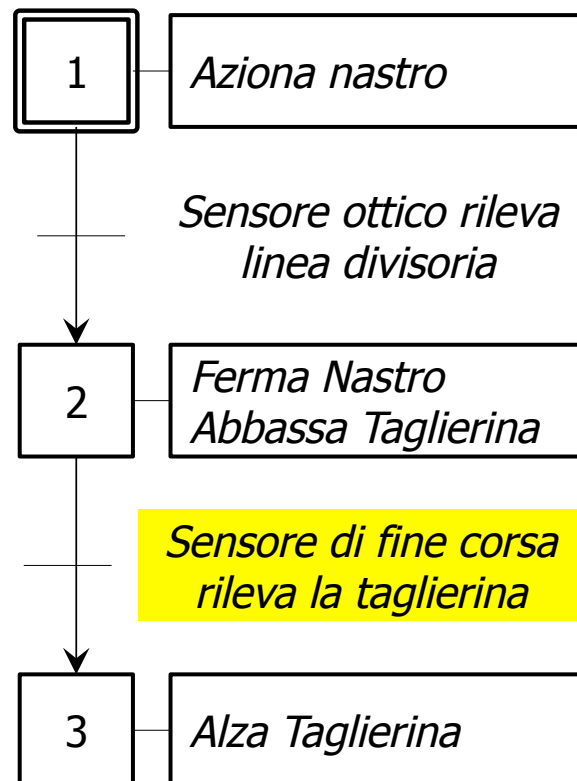 1
Aziona nastro
Sensore ottico rileva
linea divisoria
2
Ferma Nastro
Abbassa Taglierina
Sensore di fine corsa
rileva la taglierina
3
Alza Taglierina